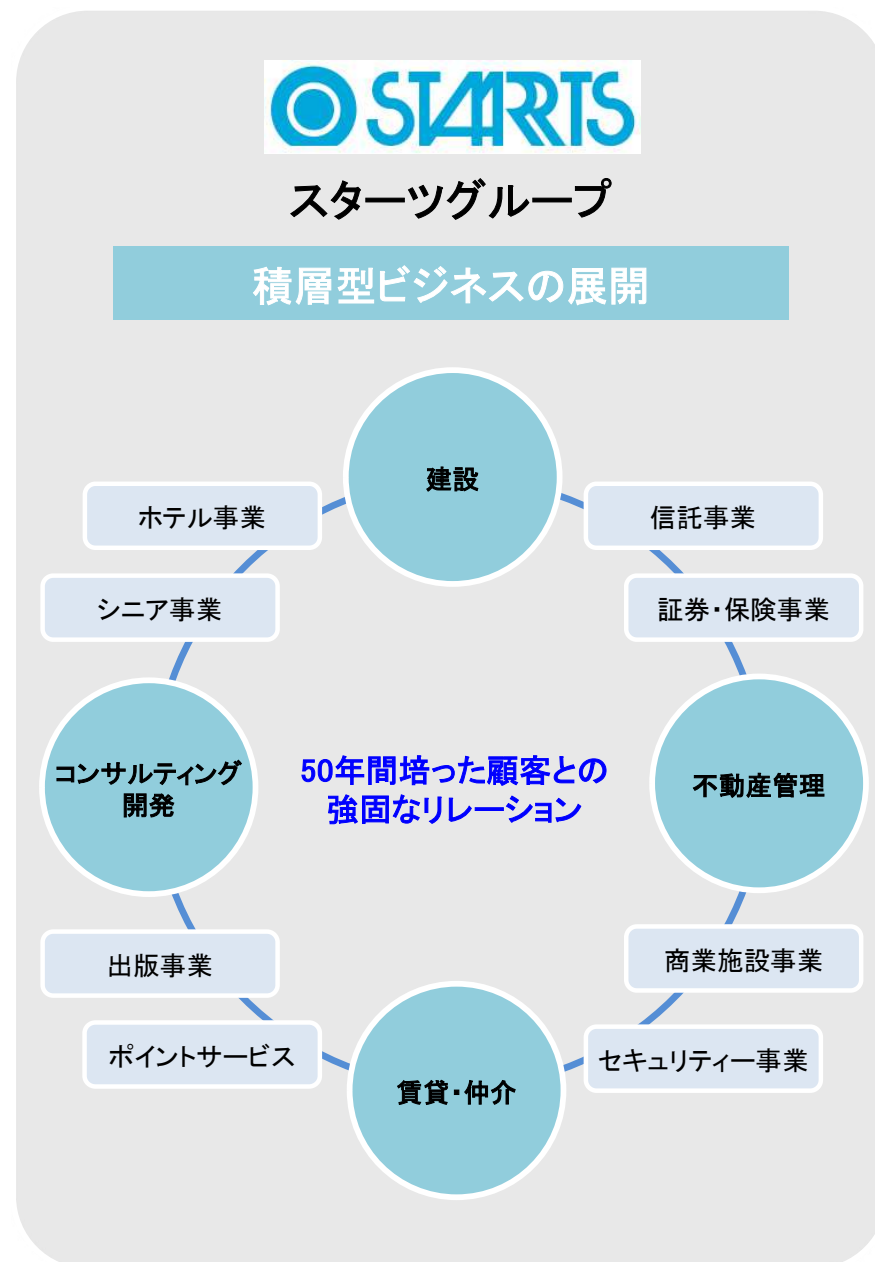 STARTS
スターツグループ
積層型ビジネスの展開
建設
ホテル事業
信託事業
シニア事業
証券・保険事業
コンサルティング
開発
50年間培った顧客との
強固なリレーション
不動産管理
出版事業
商業施設事業
ポイントサービス
セキュリティー事業
賃貸・仲介